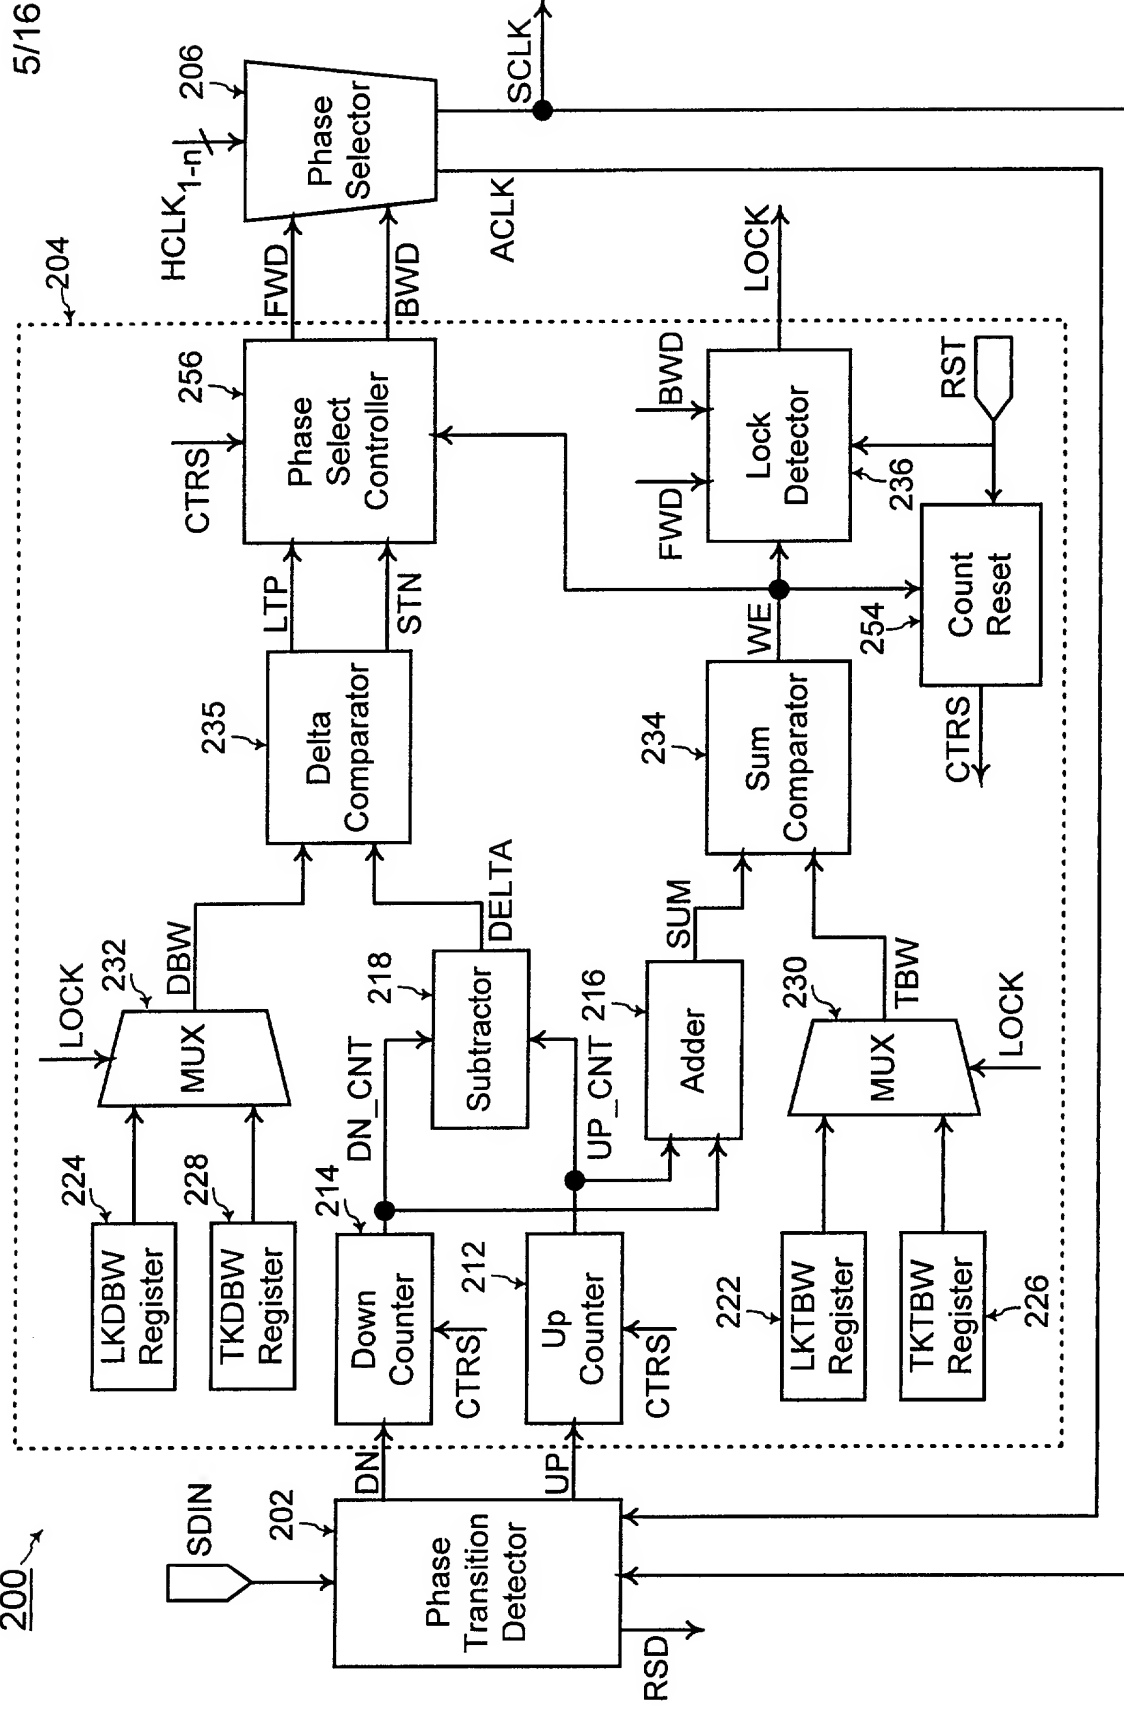 5/16
200
SDIN
202
Phase
Transition
Detector
RSD
DN
UP
204
LKDBW
Register
224
TKDBW
Register
228
LOCK
MUX
232
DBW
Down
Counter
214
CTRS
DN_CNT
Up
Counter
212
CTRS
UP_CNT
Subtractor
218
DELTA
Adder
216
SUM
LKTBW
Register
222
TKTBW
Register
226
MUX
230
LOCK
TBW
Delta
Comparator
235
LTP
STN
Sum
Comparator
234
WE
Phase
Select
Controller
256
CTRS
FWD
BWD
Lock
Detector
236
FWD
BWD
LOCK
Count
Reset
254
CTRS
RST
HCLK1-n
Phase
Selector
206
ACLK
SCLK